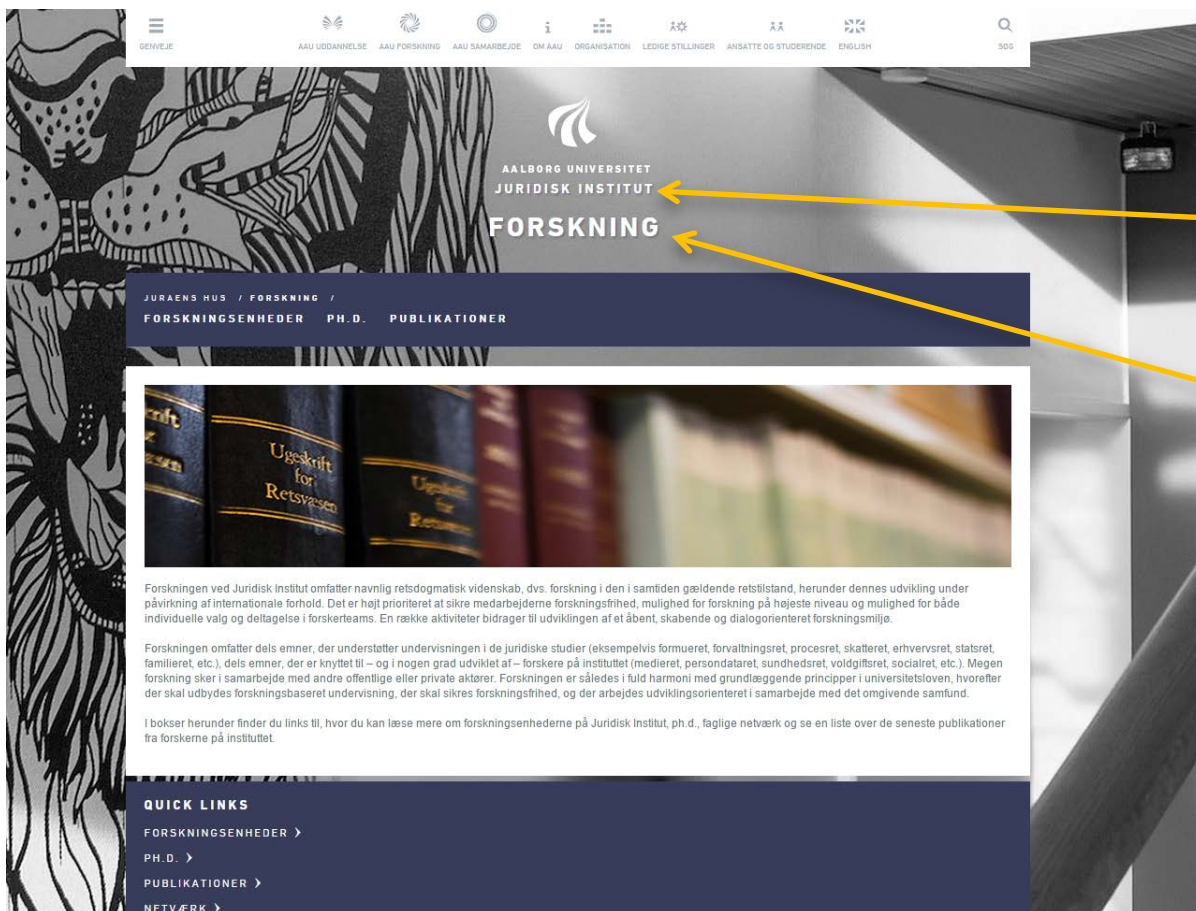 GENVEJE
AAU UDDANNELSE
AAU FORSKNING
AAU SAMARBEJDE
OM AAU
ORGANISATION
LEDIGE STILLINGER
ANSATTE OG STUDERENDE
ENGLISH
SØG
AALBORG UNIVERSITET
JURIDISK INSTITUT
FORSKNING
JURAENS HUS / FORSKNING /
FORSKNINGSENHEDER PH.D. PUBLIKATIONER
Ugeskrift
for
Retsvæsen
Forskningen ved Juridisk Institut omfatter navnlig retsdogmatisk videnskab, dvs. forskning i den i samtiden gældende retstilstand, herunder dennes udvikling under
påvirkning af internationale forhold. Det er højt prioriteret at sikre medarbejderne forskningsfrihed, mulighed for forskning på højeste niveau og mulighed for både
individuelle valg og deltagelse i forskerteams. En række aktiviteter bidrager til udviklingen af et åbent, skabende og dialogorienteret forskningsmiljø.
Forskningen omfatter dels emner, der understøtter undervisningen i de juridiske studier (eksempelvis formueret, forvaltningsret, procesret, skatteret, erhvervsret, statsret,
familieret, etc.), dels emner, der er knyttet til – og i nogen grad udviklet af – forskere på instituttet (medieret, persondataret, sundhedsret, voldgiftsret, socialret, etc.). Megen
forskning sker i samarbejde med andre offentlige eller private aktører. Forskningen er således i fuld harmoni med grundlæggende principper i universitetsloven, hvorefter
der skal udbydes forskningsbaseret undervisning, der skal sikres forskningsfrihed, og der arbejdes udviklingsorienteret i samarbejde med det omgivende samfund.
I bokser herunder finder du links til, hvor du kan læse mere om forskningsenhederne på Juridisk Institut, ph.d., faglige netværk og se en liste over de seneste publikationer
fra forskerne på instituttet.
QUICK LINKS
FORSKNINGSENHEDER
PH.D.
PUBLIKATIONER
NETVÆRK